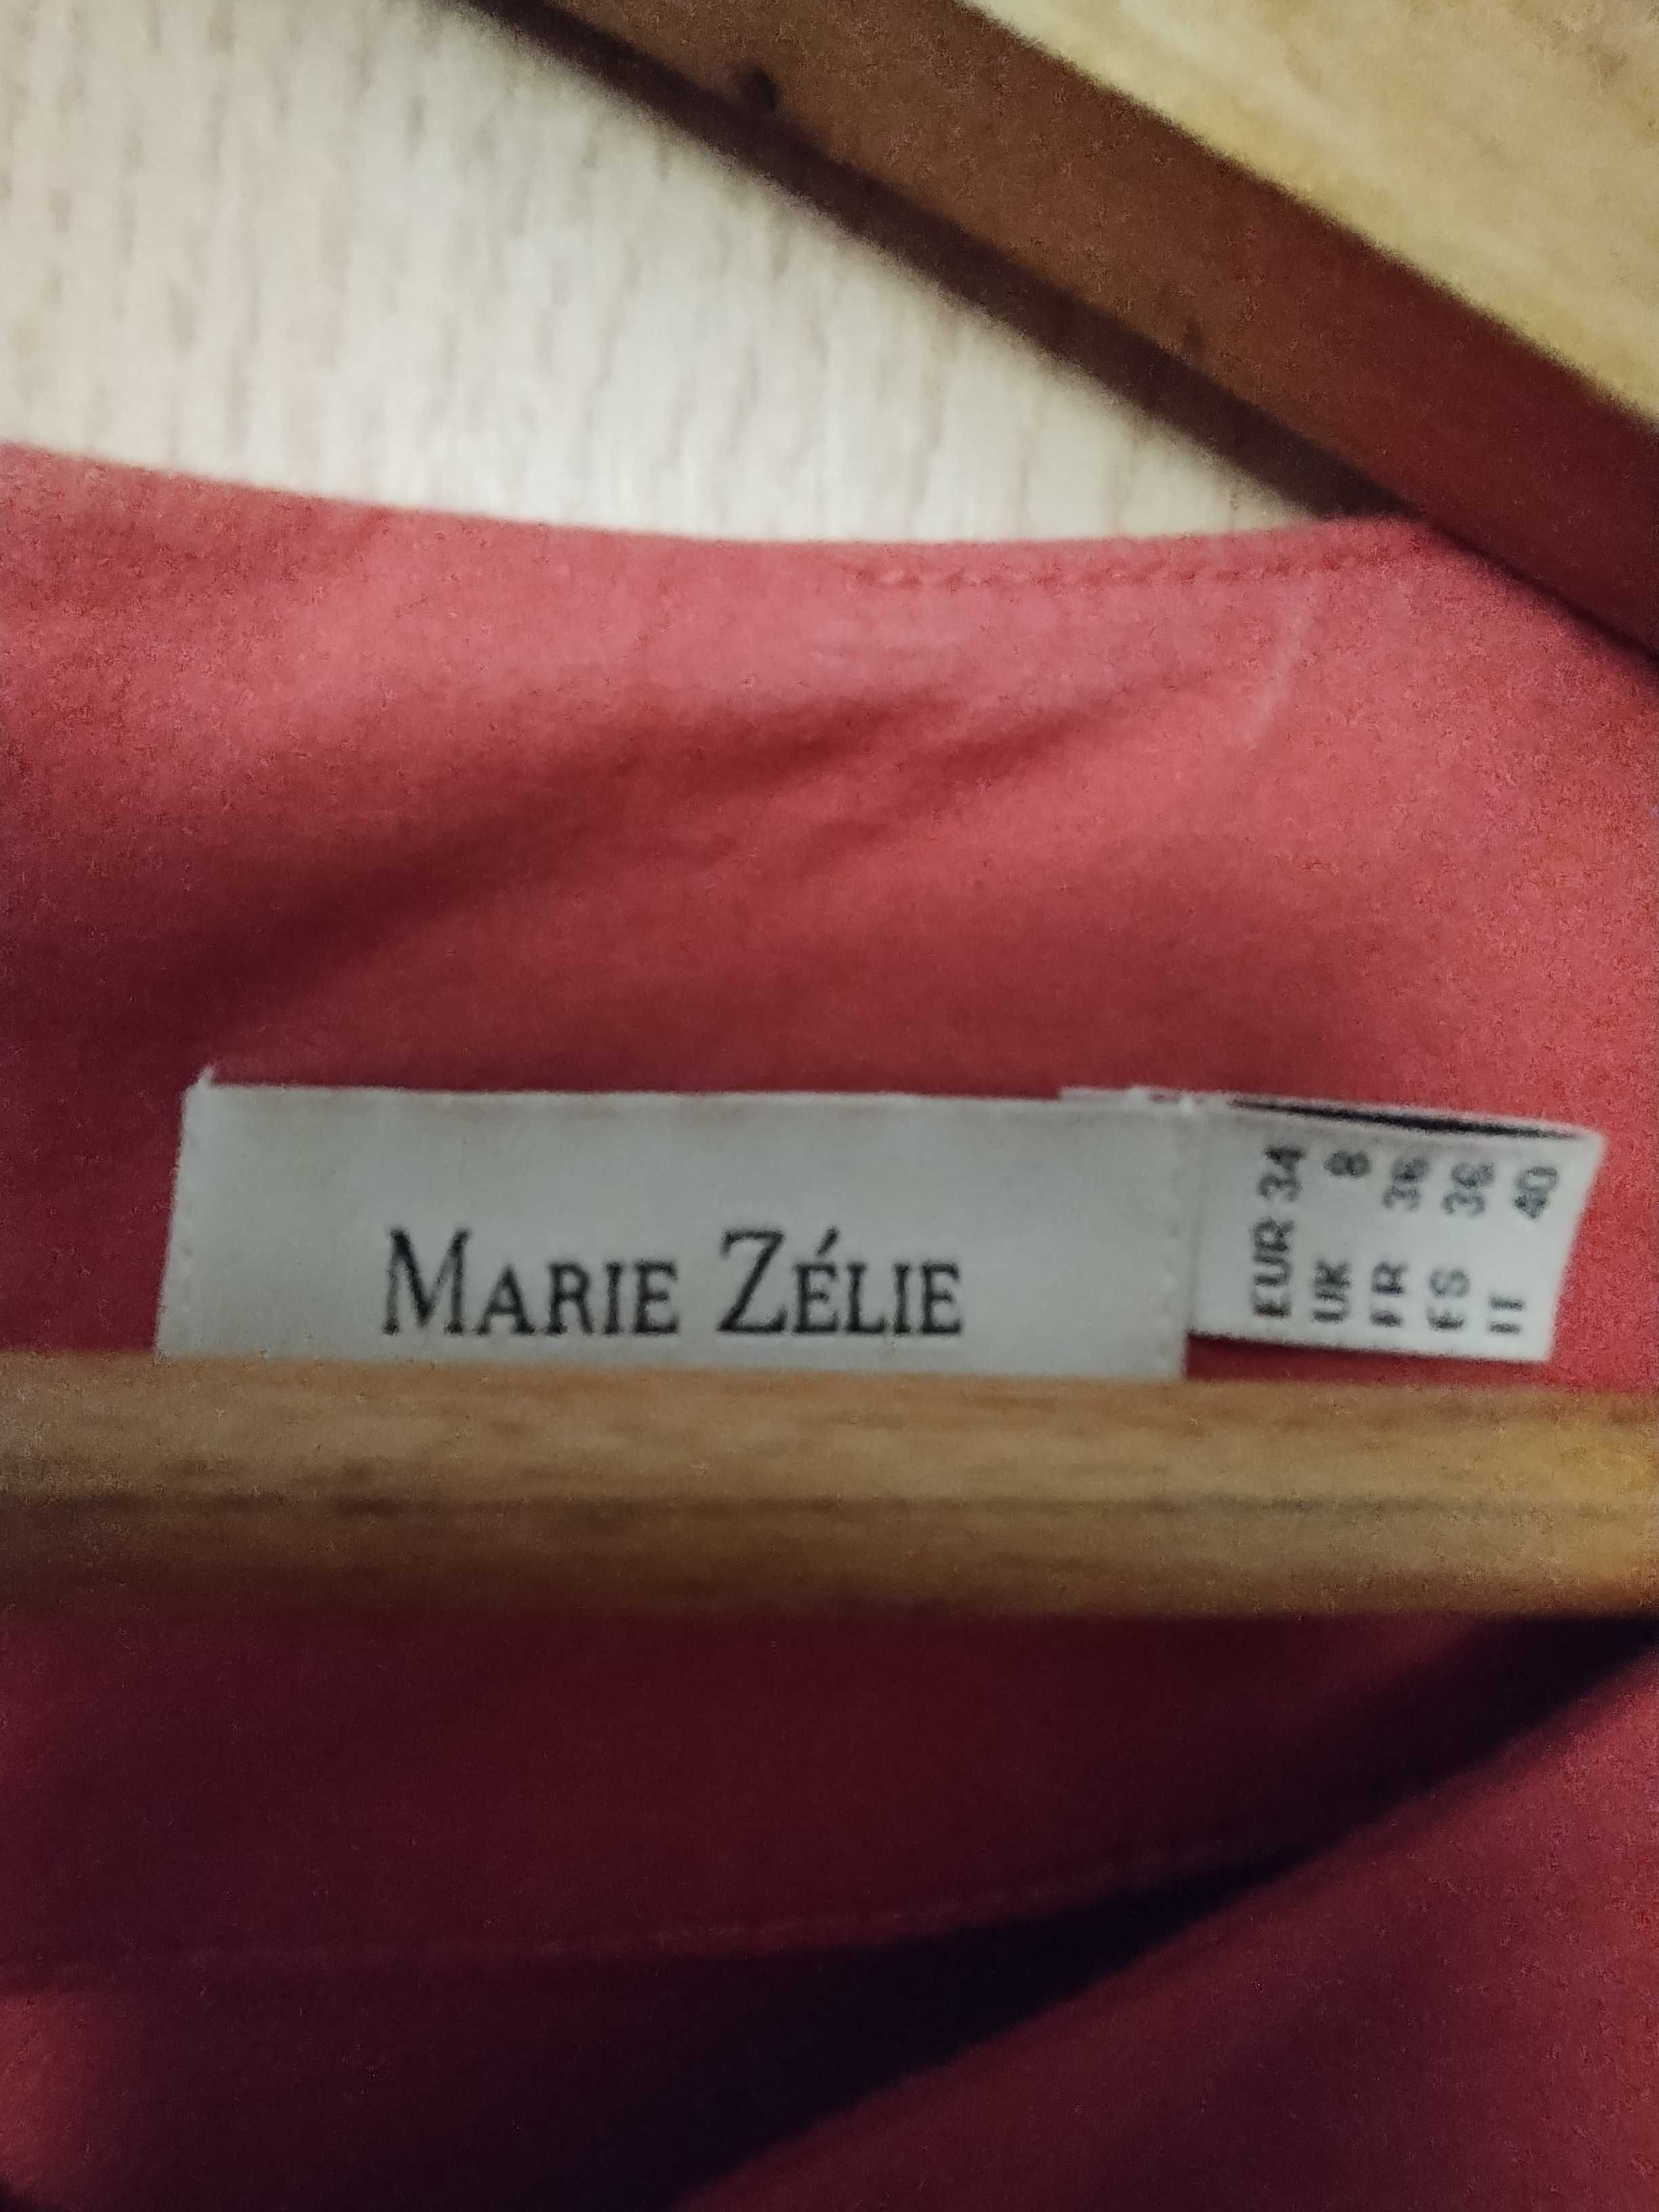 MARIE ZÉLIE
EUR 34
UK 8
FR 36
ES 36
IT 40